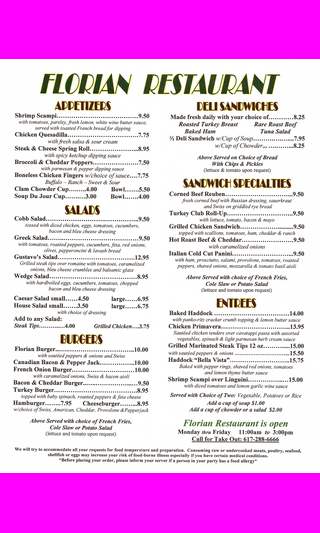 FLORIAN RESTAURANT
APPETIZERS
Shrimp Scampi..............................9.50
with tomatoes, parsley, fresh lemon, white wine butter sauce,
served with toasted French bread for dipping
Chicken Quesadilla..........................7.75
with fresh salsa & sour cream
Steak & Cheese Spring Roll..................8.95
with spicy ketchup dipping sauce
Broccoli & Cheddar Poppers..................7.50
with parmesan & pepper dipping sauce
Boneless Chicken Fingers w/choice of sauce....7.75
Buffalo ~ Ranch ~ Sweet & Sour
Clam Chowder Cup.......4.00 Bowl.......5.50
Soup Du Jour Cup..........3.00 Bowl.......4.00
SALADS
Cobb Salad..................................9.50
tossed with diced chicken, eggs, tomatoes, cucumbers,
bacon and bleu cheese dressing
Greek Salad.................................9.50
with tomatoes, roasted peppers, cucumbers, feta, red onions,
olives, pepperoncini & lavash bread
Gustavo's Salad.............................12.95
Grilled steak tips over romaine with tomatoes, caramelized
onions, bleu cheese crumbles and balsamic glaze
Wedge Salad.................................8.95
with hardboiled eggs, cucumbers, tomatoes, chopped
bacon and bleu cheese dressing
Caesar Salad small.....4.50 large.......6.95
House Salad small.....3.50 large.......6.75
with choice of dressing
Add to any Salad:
Steak Tips..........4.00 Grilled Chicken....3.75
BURGERS
Florian Burger..............................10.00
with sautéed peppers & onions and Swiss
Canadian Bacon & Pepper Jack................10.00
French Onion Burger.........................10.00
with caramelized onions, Swiss & bacon aioli
Bacon & Cheddar Burger......................9.50
Turkey Burger...............................8.95
topped with baby spinach, roasted peppers & feta cheese
Hamburger.......7.95 Cheeseburger........8.95
w/choice of Swiss, American, Cheddar, Provolone & PepperJack
Above Served with choice of French Fries,
Cole Slaw or Potato Salad
(lettuce and tomato upon request)
DELI SANDWICHES
Made fresh daily with your choice of...........8.25
Roasted Turkey Breast Rare Roast Beef
Baked Ham Tuna Salad
½ Deli Sandwich w/Cup of Soup...............7.95
w/Cup of Chowder... ...........8.25
Above Served on Choice of Bread
With Chips & Pickles
(lettuce & tomato upon request)
SANDWICH SPECIALTIES
Corned Beef Reuben..........................9.50
fresh corned beef with Russian dressing, sauerkraut
and Swiss on griddled rye bread
Turkey Club Roll-Up.........................9.50
with lettuce, tomato, bacon & mayo
Grilled Chicken Sandwich....................9.50
topped with scallions, tomatoes, ham, cheddar & ranch
Hot Roast Beef & Cheddar....................9.50
with caramelized onions
Italian Cold Cut Panini.....................9.50
with ham, prosciutto, salami, provolone, tomatoes, roasted
peppers, shaved onions, mozzarella & tomato basil aioli
Above Served with choice of French
Cole Slaw or Potato Salad
(lettuce and tomato upon request)
ENTREES
Baked Haddock...............................14.00
with panko-ritz cracker crumb topping & lemon butter sauce
Chicken Primavera...........................13.95
Sautéed chicken over cavatappi pasta with assorted
vegetables, spinach & light parmesan herb cream sauce
Grilled Marinated Steak Tips 12 oz............15.00
with sautéed peppers & onions ..................15.50
Haddock "Bella Vista".......................15.75
Baked with pepper rings, shaved red onions, tomatoes
and lemon thyme butter sauce
Shrimp Scampi over Linguini.................15.00
with diced tomatoes and lemon garlic wine sauce
Served with Choice of Two: Vegetable, Potatoes or Rice
Add a cup of soup $1.00
Add a cup of chowder or a salad $2.00
Florian Restaurant is open
Monday thru Friday 11:00am to 3:00pm
Call for Take Out: 617-288-6666
We will try to accommodate all your requests for food temperature and preparation. Consuming raw or undercooked meats, poultry, seafood,
shellfish or eggs may increase your risk of food-borne illness especially if you have certain medical conditions.
*Before placing your order, please inform your server if a person in your party has a food allergy*